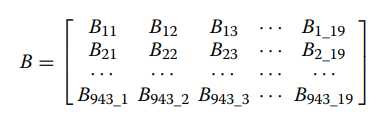 B₁₁ B₁₂ B₁₃ ⋯ B₁_₁₉
B₂₁ B₂₂ B₂₃ ⋯ B₂_₁₉
B = ⋯ ⋯ ⋯ ⋯ ⋯
B₉₄₃_₁ B₉₄₃_₂ B₉₄₃_₃ ⋯ B₉₄₃_₁₉